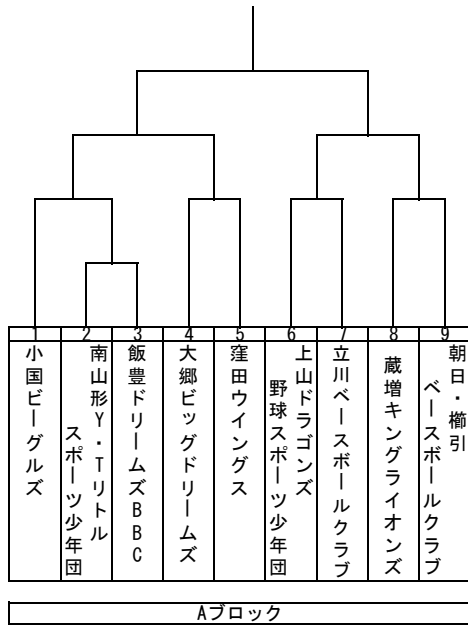 1
小国ビーグルズ
2
南山形Y・Tリトル
スポーツ少年団
3
飯豊ドリームズBBC
4
大郷ビッグドリームズ
5
窪田ウイングス
6
上山ドラゴンズ
野球スポーツ少年団
7
立川ベースボールクラブ
8
蔵増キングライオンズ
9
朝日・櫛引
ベースボールクラブ
Aブロック